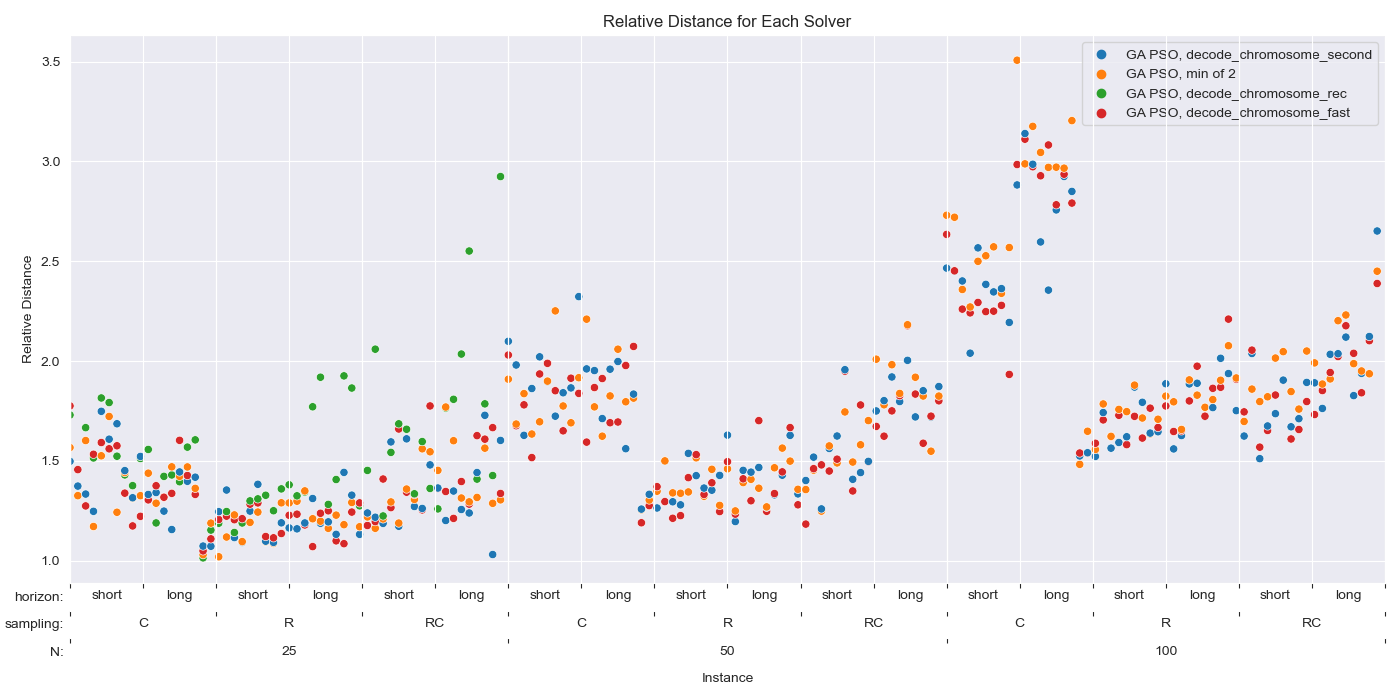 Relative Distance for Each Solver
GA PSO, decode_chromosome_second
GA PSO, min of 2
GA PSO, decode_chromosome_rec
GA PSO, decode_chromosome_fast
Relative Distance
3.5
3.0
2.5
2.0
1.5
1.0
horizon: short long short long short long short long short long short long short long short long short long
sampling: C R RC C R RC C R RC
N: 25 50 100
Instance